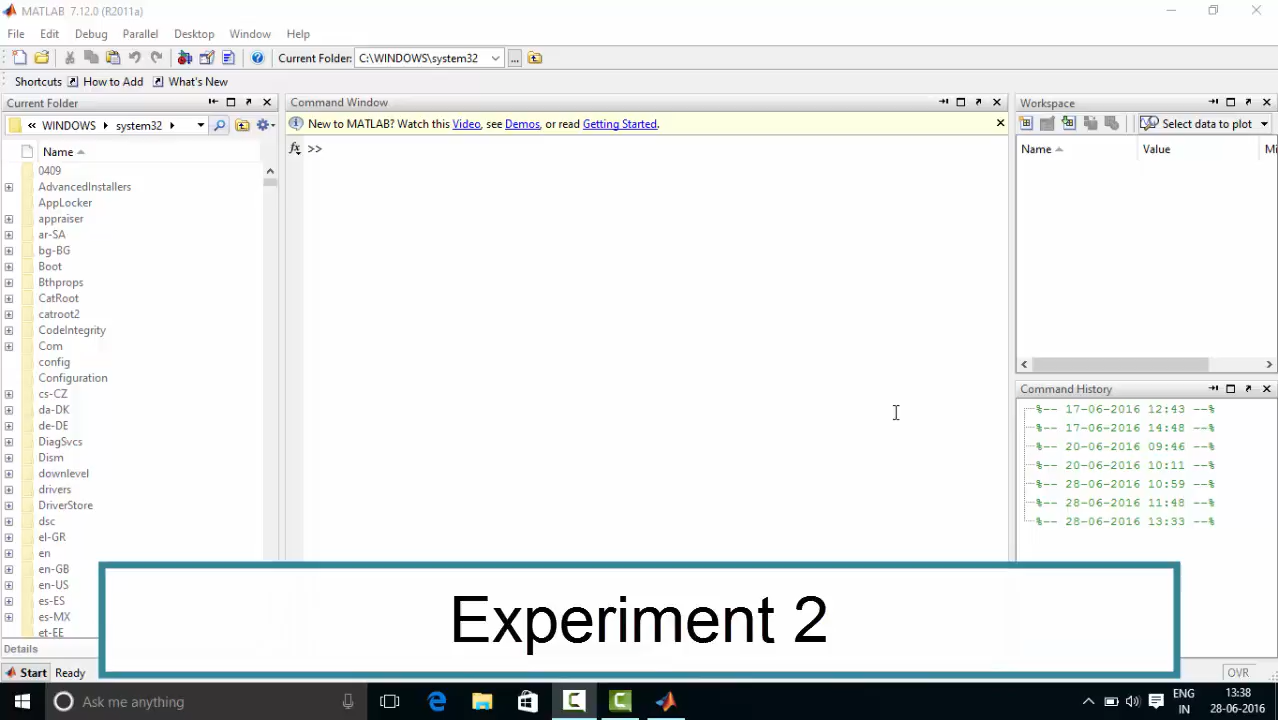 MATLAB 7.12.0 (R2011a)
File Edit Debug Parallel Desktop Window Help
Current Folder: C:\WINDOWS\system32 ...
Shortcuts How to Add What's New
Current Folder
« WINDOWS system32
Name
0409
AdvancedInstallers
AppLocker
appraiser
ar-SA
bg-BG
Boot
Bthprops
CatRoot
catroot2
CodeIntegrity
Com
config
Configuration
cs-CZ
da-DK
de-DE
DiagSvcs
Dism
downlevel
drivers
DriverStore
dsc
el-GR
en
en-GB
en-US
es-ES
es-MX
et-EE
Details
Command Window
New to MATLAB? Watch this Video, see Demos, or read Getting Started.
fx >>
Workspace
Select data to plot
Name Value Mi
Command History
%-- 17-06-2016 12:43 --%
%-- 17-06-2016 14:48 --%
%-- 20-06-2016 09:46 --%
%-- 20-06-2016 10:11 --%
%-- 28-06-2016 10:59 --%
%-- 28-06-2016 11:48 --%
%-- 28-06-2016 13:33 --%
Experiment 2
Start Ready
OVR
Ask me anything
ENG
IN
13:38
28-06-2016